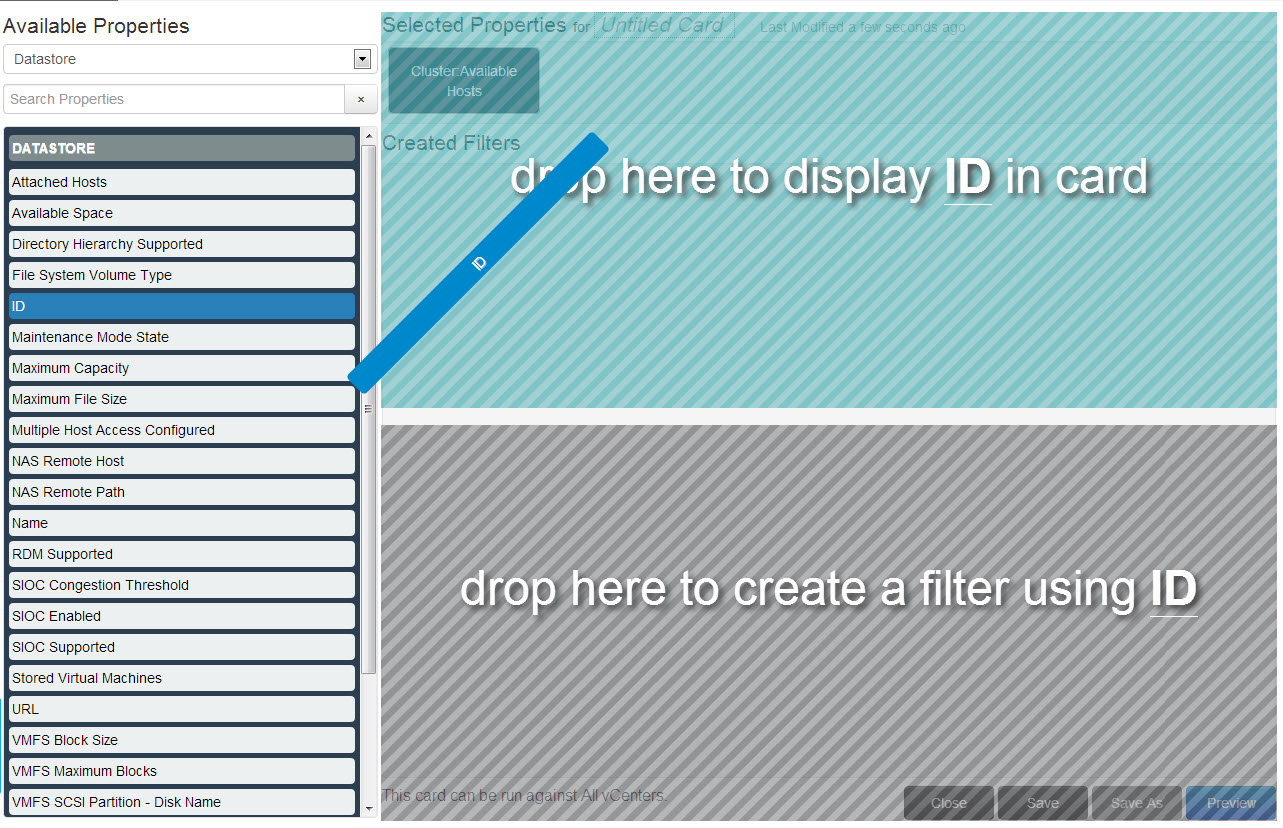 Available Properties
Datastore
Search Properties
×
DATASTORE
Attached Hosts
Available Space
Directory Hierarchy Supported
File System Volume Type
ID
Maintenance Mode State
Maximum Capacity
Maximum File Size
Multiple Host Access Configured
NAS Remote Host
NAS Remote Path
Name
RDM Supported
SIOC Congestion Threshold
SIOC Enabled
SIOC Supported
Stored Virtual Machines
URL
VMFS Block Size
VMFS Maximum Blocks
VMFS SCSI Partition - Disk Name
Selected Properties for Untitled Card Last Modified a few seconds ago
Cluster::Available
Hosts
Created Filters
drop here to display ID in card
ID
drop here to create a filter using ID
This card can be run against All vCenters.
Close
Save
Save As
Preview